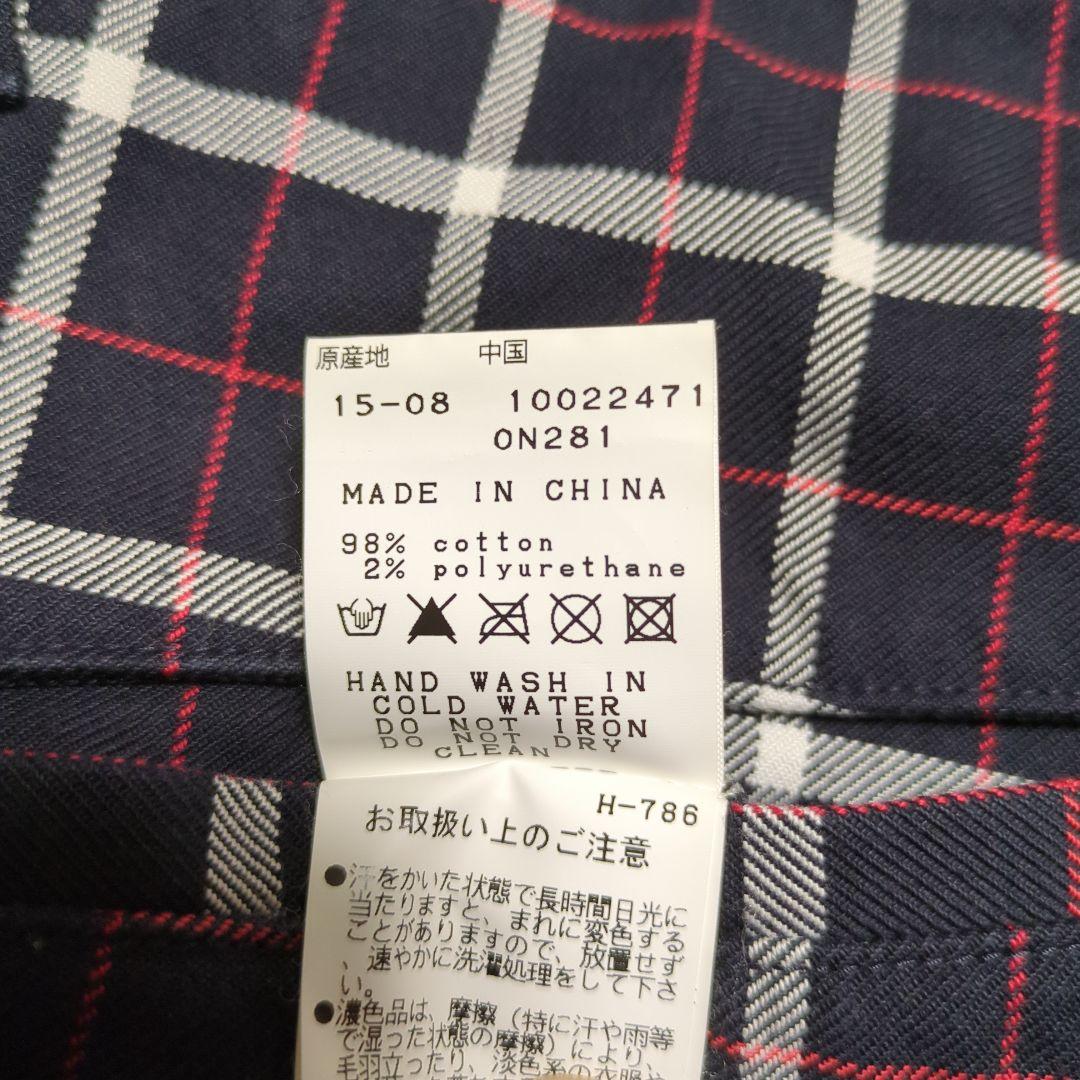 原産地 中国
15-08 10022471
0N281
MADE IN CHINA
98% cotton
2% polyurethane
HAND WASH IN
COLD WATER
DO NOT IRON
DO NOT DRY
CLEAN
H-786
お取扱い上のご注意
●汗をかいた状態で長時間日光に
当たりますと、まれに変色する
ことがありますので、放置せず
、速やかに洗濯処理をして下さ
い。
●濃色品は、摩擦(特に汗や雨等
で湿った状態の摩擦)により、
毛羽立ったり、淡色系の衣服や